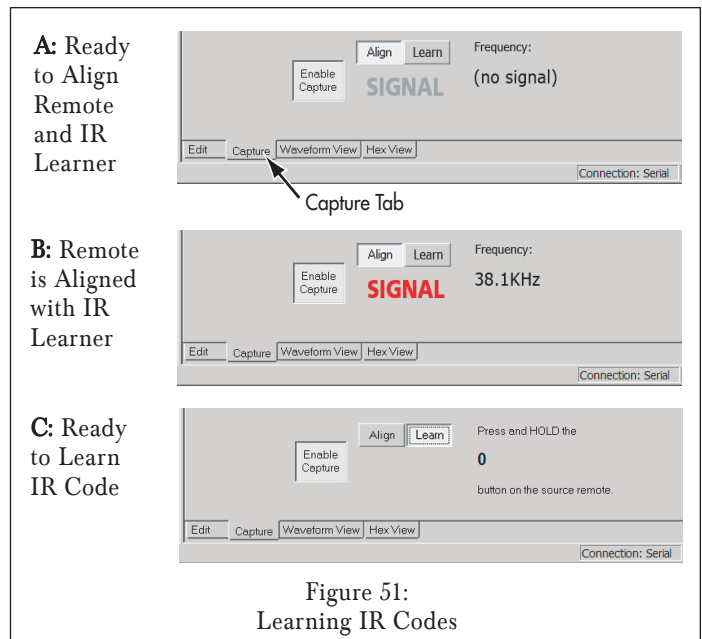 A: Ready
to Align
Remote
and IR
Learner
Align Learn
Frequency:
Enable
Capture
SIGNAL
(no signal)
Edit Capture Waveform View Hex View
Connection: Serial
Capture Tab
B: Remote
is Aligned
with IR
Learner
Align Learn
Frequency:
Enable
Capture
SIGNAL
38.1KHz
Edit Capture Waveform View Hex View
Connection: Serial
C: Ready
to Learn
IR Code
Align Learn
Press and HOLD the
Enable
Capture
0
button on the source remote.
Edit Capture Waveform View Hex View
Connection: Serial
Figure 51:
Learning IR Codes